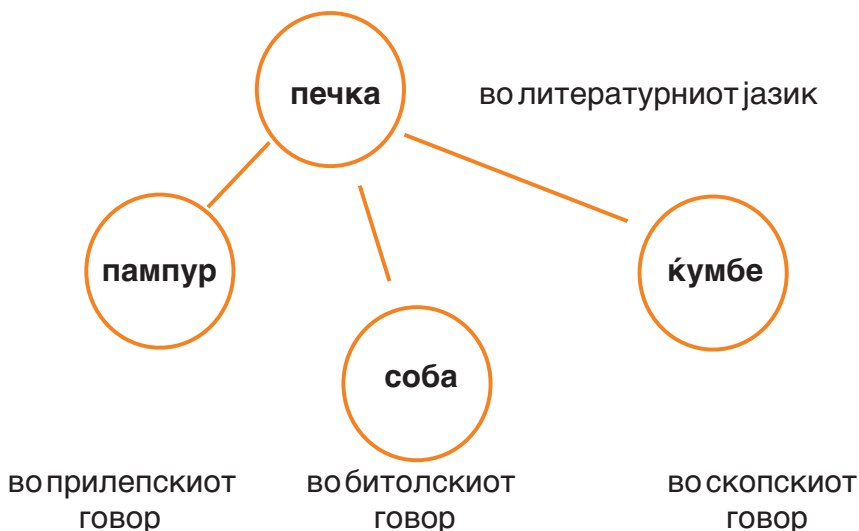 печка
во литературниот јазик
пампур
ќумбе
соба
во прилепскиот
говор
во битолскиот
говор
во скопскиот
говор